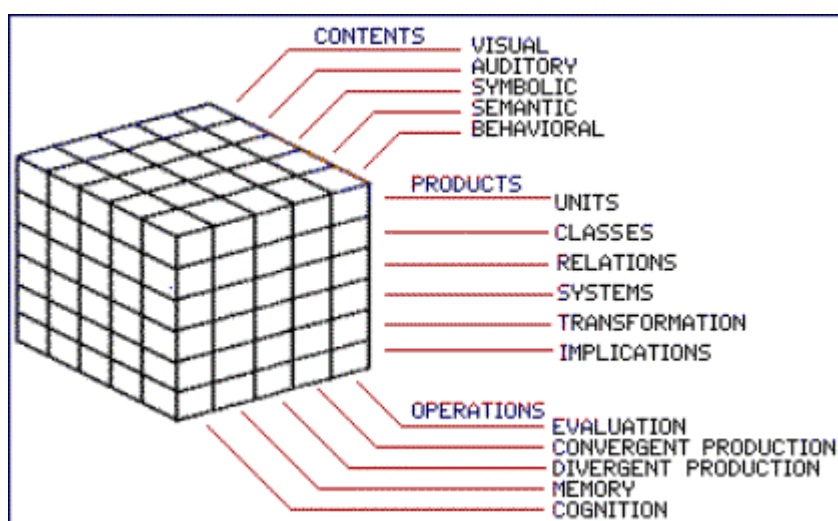 CONTENTS
VISUAL
AUDITORY
SYMBOLIC
SEMANTIC
BEHAVIORAL
PRODUCTS
UNITS
CLASSES
RELATIONS
SYSTEMS
TRANSFORMATION
IMPLICATIONS
OPERATIONS
EVALUATION
CONVERGENT PRODUCTION
DIVERGENT PRODUCTION
MEMORY
COGNITION